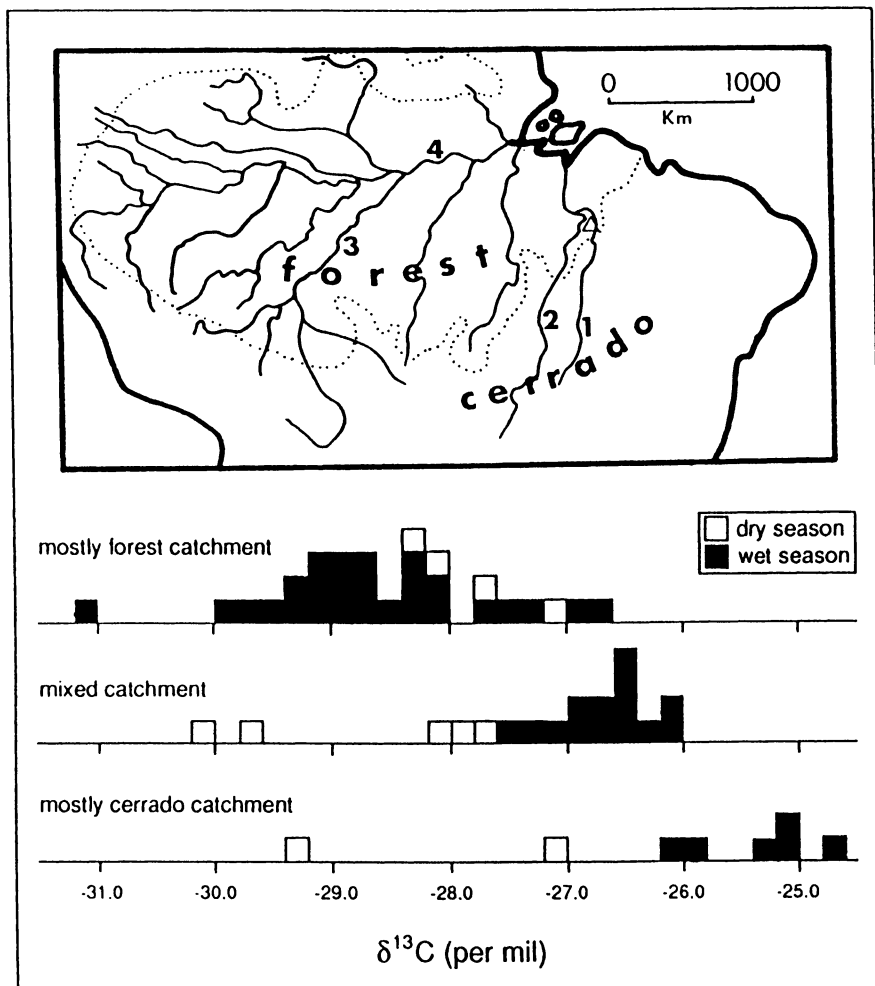 0 1000
Km
4
3
forest
2 1
cerrado
dry season
wet season
mostly forest catchment
mixed catchment
mostly cerrado catchment
-31.0 -30.0 -29.0 -28.0 -27.0 -26.0 -25.0
δ13C (per mil)